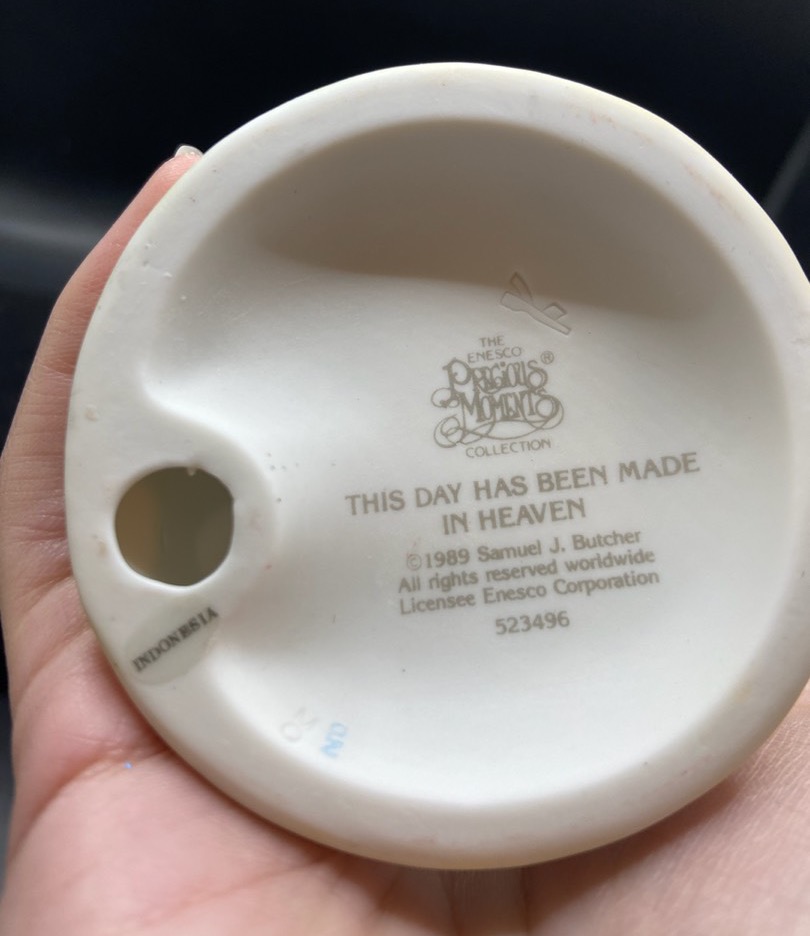 THE
ENESCO
PRECIOUS®
MOMENTS
COLLECTION
THIS DAY HAS BEEN MADE
IN HEAVEN
©1989 Samuel J. Butcher
All rights reserved worldwide
Licensee Enesco Corporation
523496
INDONESIA